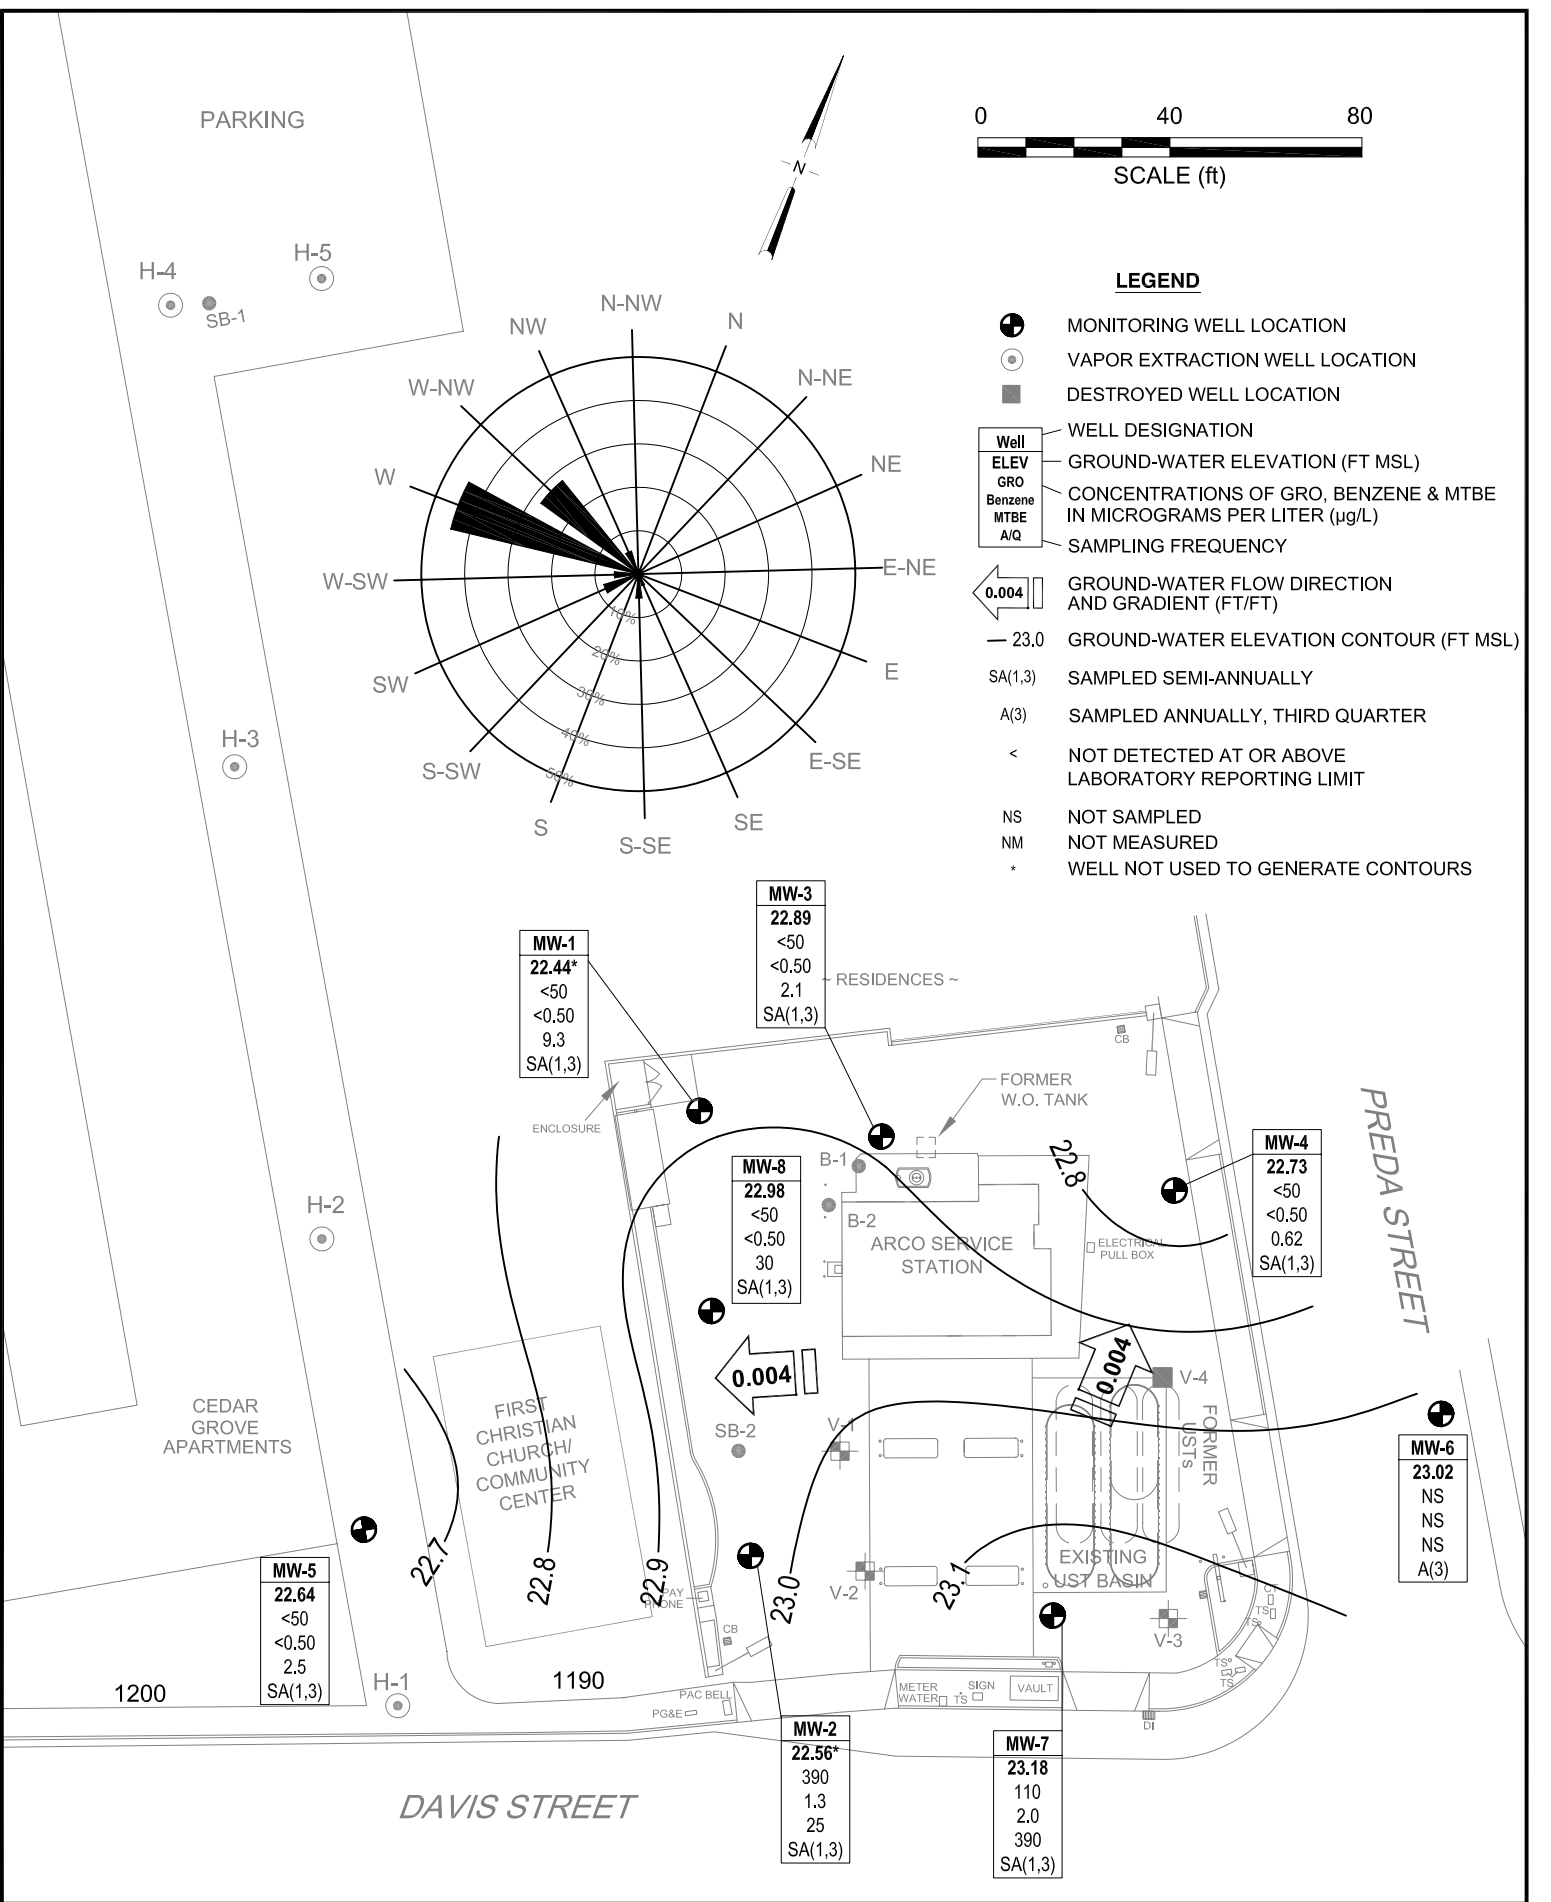 PARKING
N
0 40 80
SCALE (ft)
H-4
H-5
SB-1
N-NW
N
N-NE
NE
E-NE
E
E-SE
SE
S-SE
S
S-SW
SW
W-SW
W
W-NW
NW
10%
20%
30%
40%
50%
LEGEND
MONITORING WELL LOCATION
VAPOR EXTRACTION WELL LOCATION
DESTROYED WELL LOCATION
Well
ELEV
GRO
Benzene
MTBE
A/Q
WELL DESIGNATION
GROUND-WATER ELEVATION (FT MSL)
CONCENTRATIONS OF GRO, BENZENE & MTBE
IN MICROGRAMS PER LITER (µg/L)
SAMPLING FREQUENCY
0.004
GROUND-WATER FLOW DIRECTION
AND GRADIENT (FT/FT)
23.0 GROUND-WATER ELEVATION CONTOUR (FT MSL)
SA(1,3) SAMPLED SEMI-ANNUALLY
A(3) SAMPLED ANNUALLY, THIRD QUARTER
< NOT DETECTED AT OR ABOVE
LABORATORY REPORTING LIMIT
NS NOT SAMPLED
NM NOT MEASURED
* WELL NOT USED TO GENERATE CONTOURS
H-3
MW-3
22.89
<50
<0.50
2.1
SA(1,3)
MW-1
22.44*
<50
<0.50
9.3
SA(1,3)
~ RESIDENCES ~
CB
FORMER
W.O. TANK
ENCLOSURE
PREDA STREET
MW-4
22.73
<50
<0.50
0.62
SA(1,3)
22.8
B-1
B-2
MW-8
22.98
<50
<0.50
30
SA(1,3)
H-2
ARCO SERVICE
STATION
ELECTRICAL
PULL BOX
0.004
0.004
V-4
CEDAR
GROVE
APARTMENTS
FIRST
CHRISTIAN
CHURCH/
COMMUNITY
CENTER
SB-2
V-1
FORMER
USTs
MW-6
23.02
NS
NS
NS
A(3)
22.7
22.8
22.9
23.0
23.1
EXISTING
UST BASIN
V-2
V-3
PAY
PHONE
CB
CT
TS
TS
TS
TS
MW-5
22.64
<50
<0.50
2.5
SA(1,3)
H-1
1200
1190
PAC BELL
PG&E
METER
WATER
TS
SIGN
VAULT
DI
MW-2
22.56*
390
1.3
25
SA(1,3)
MW-7
23.18
110
2.0
390
SA(1,3)
DAVIS STREET